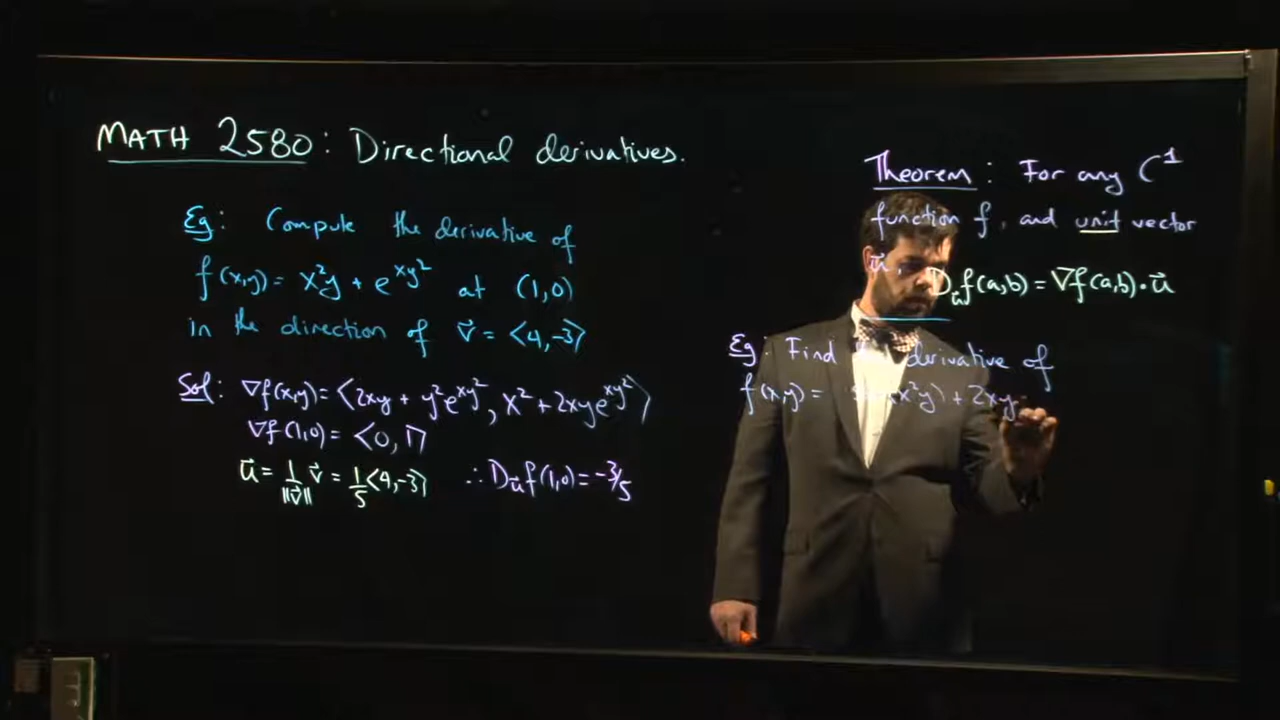 MATH 2580: Directional derivatives.
Eg: Compute the derivative of
f(x,y) = x²y + e^{xy²} at (1,0)
in the direction of v⃗ = ⟨4,-3⟩
Sol: ∇f(x,y) = ⟨2xy + y²e^{xy²}, x² + 2xye^{xy²}⟩
∇f(1,0) = ⟨0,1⟩
u⃗ = 1/‖v⃗‖ v⃗ = 1/5 ⟨4,-3⟩ ∴ D_u⃗ f(1,0) = -3/5
Theorem: For any C¹
function f, and unit vector
u⃗, D_u⃗ f(a,b) = ∇f(a,b)·u⃗
Eg: Find derivative of
f(x,y) = (x²y) + 2xy